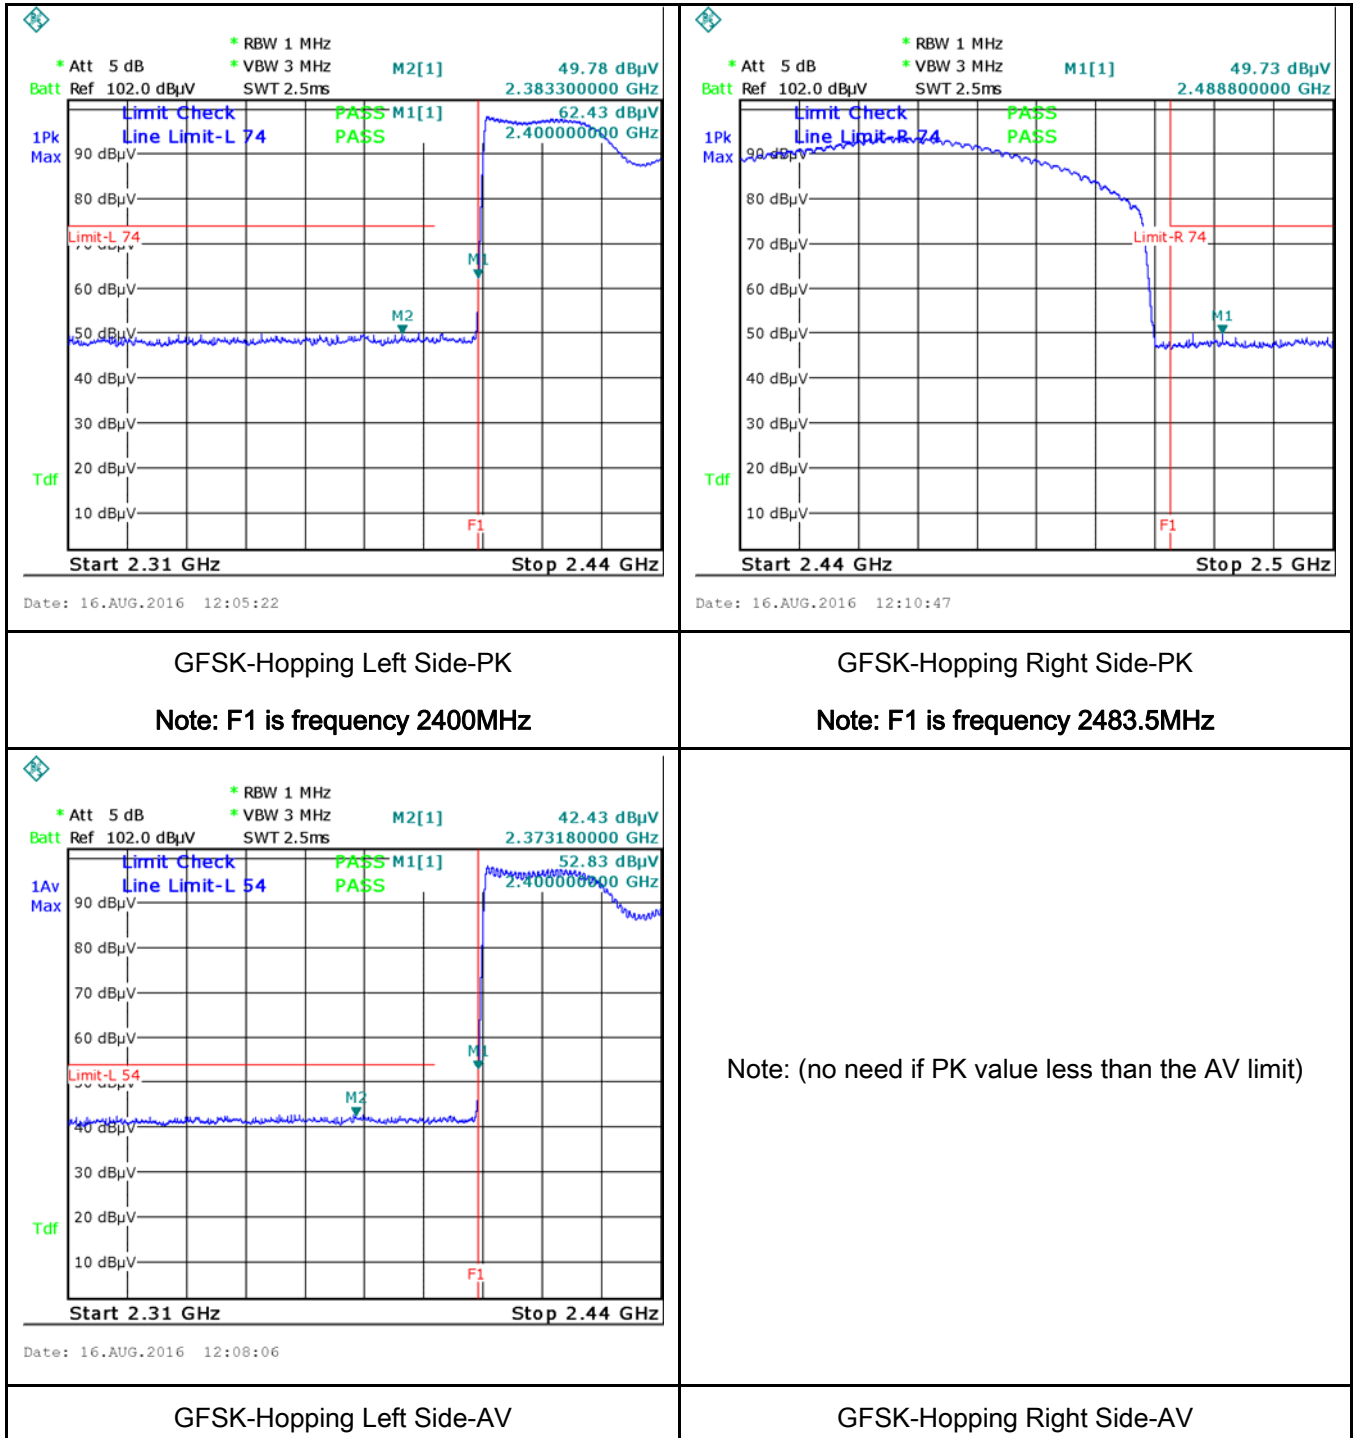 * RBW 1 MHz
* Att 5 dB * VBW 3 MHz M2[1] 49.78 dBµV
Batt Ref 102.0 dBµV SWT 2.5ms 2.383300000 GHz
Limit Check PASS M1[1] 62.43 dBµV
1Pk Line Limit-L 74 PASS 2.400000000 GHz
Max 90 dBµV
80 dBµV
Limit-L 74
70 dBµV
M1
60 dBµV
M2
50 dBµV
40 dBµV
30 dBµV
Tdf 20 dBµV
10 dBµV
F1
Start 2.31 GHz Stop 2.44 GHz
Date: 16.AUG.2016 12:05:22
* RBW 1 MHz
* Att 5 dB * VBW 3 MHz M1[1] 49.73 dBµV
Batt Ref 102.0 dBµV SWT 2.5ms 2.488800000 GHz
Limit Check PASS
1Pk Line Limit-R 74 PASS
Max 90 dBµV
80 dBµV
Limit-R 74
70 dBµV
60 dBµV
M1
50 dBµV
40 dBµV
30 dBµV
Tdf 20 dBµV
10 dBµV
F1
Start 2.44 GHz Stop 2.5 GHz
Date: 16.AUG.2016 12:10:47
GFSK-Hopping Left Side-PK
Note: F1 is frequency 2400MHz
GFSK-Hopping Right Side-PK
Note: F1 is frequency 2483.5MHz
* RBW 1 MHz
* Att 5 dB * VBW 3 MHz M2[1] 42.43 dBµV
Batt Ref 102.0 dBµV SWT 2.5ms 2.373180000 GHz
Limit Check PASS M1[1] 52.83 dBµV
1Av Line Limit-L 54 PASS 2.400000000 GHz
Max 90 dBµV
80 dBµV
70 dBµV
60 dBµV
M1
Limit-L 54
50 dBµV
M2
40 dBµV
30 dBµV
Tdf 20 dBµV
10 dBµV
F1
Start 2.31 GHz Stop 2.44 GHz
Date: 16.AUG.2016 12:08:06
Note: (no need if PK value less than the AV limit)
GFSK-Hopping Left Side-AV
GFSK-Hopping Right Side-AV